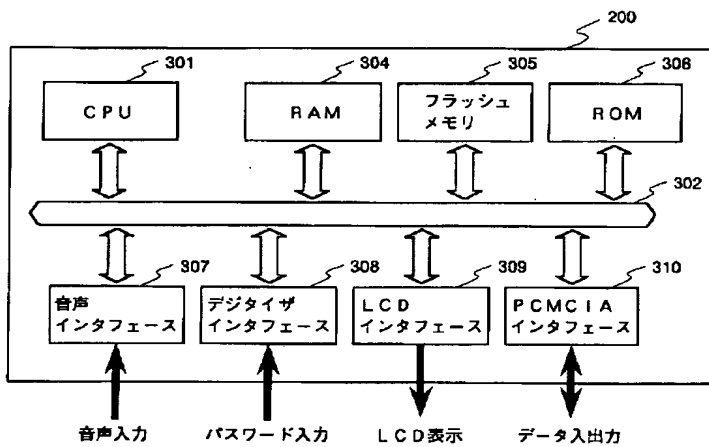 200
301
304
305
306
CPU
RAM
フラッシュ
メモリ
ROM
302
307
308
309
310
音声
インタフェース
デジタイザ
インタフェース
LCD
インタフェース
PCMCIA
インタフェース
音声入力
パスワード入力
LCD表示
データ入出力